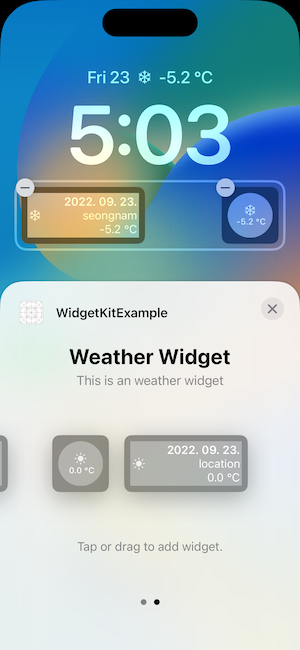 Fri 23 ❄ -5.2 °C
5:03
2022. 09. 23.
seongnam
-5.2 °C
-5.2 °C
WidgetKitExample
Weather Widget
This is an weather widget
0.0 °C
2022. 09. 23.
location
0.0 °C
Tap or drag to add widget.